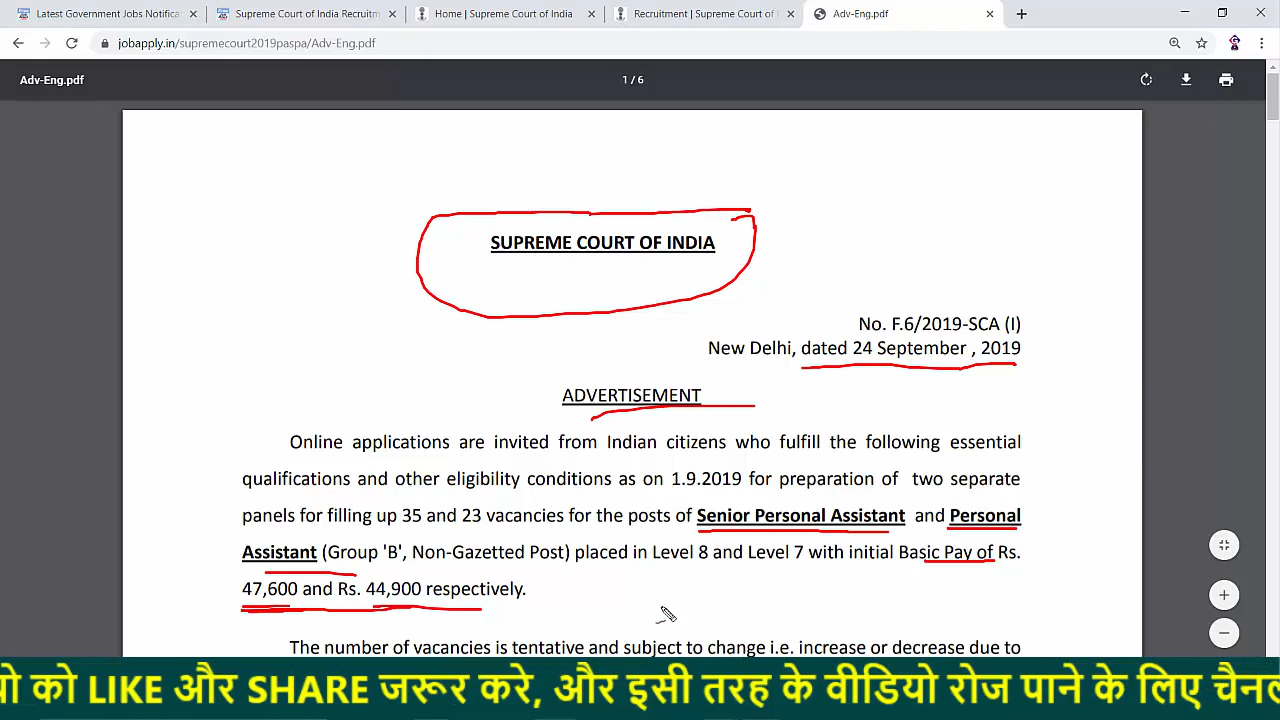 Latest Government Jobs Notifica
Supreme Court of India Recruitm
Home | Supreme Court of India
Recruitment | Supreme Court of I
Adv-Eng.pdf
jobapply.in/supremecourt2019paspa/Adv-Eng.pdf
Adv-Eng.pdf
1 / 6
SUPREME COURT OF INDIA
No. F.6/2019-SCA (I)
New Delhi, dated 24 September , 2019
ADVERTISEMENT
Online applications are invited from Indian citizens who fulfill the following essential
qualifications and other eligibility conditions as on 1.9.2019 for preparation of two separate
panels for filling up 35 and 23 vacancies for the posts of Senior Personal Assistant and Personal
Assistant (Group 'B', Non-Gazetted Post) placed in Level 8 and Level 7 with initial Basic Pay of Rs.
47,600 and Rs. 44,900 respectively.
The number of vacancies is tentative and subject to change i.e. increase or decrease due to
यो को LIKE और SHARE जरूर करे, और इसी तरह के वीडियो रोज पाने के लिए चैनल